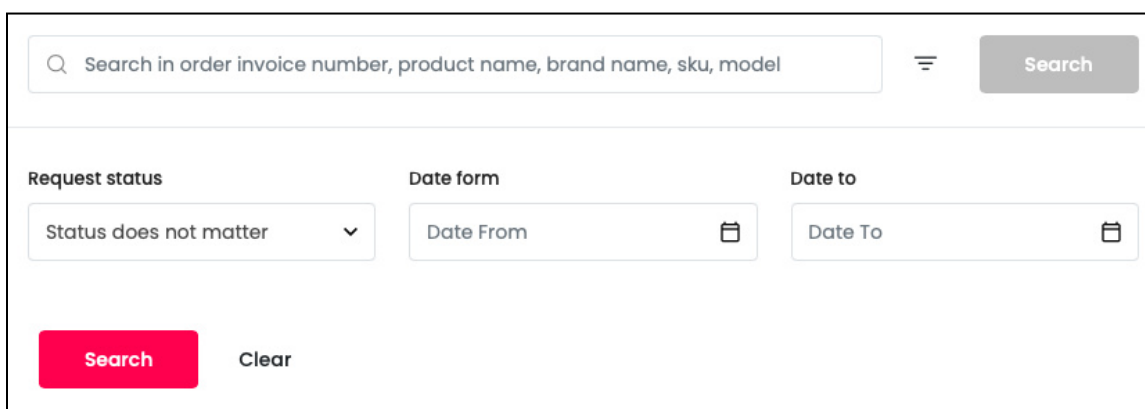 Search in order invoice number, product name, brand name, sku, model
Search
Request status
Date form
Date to
Status does not matter
Date From
Date To
Search
Clear